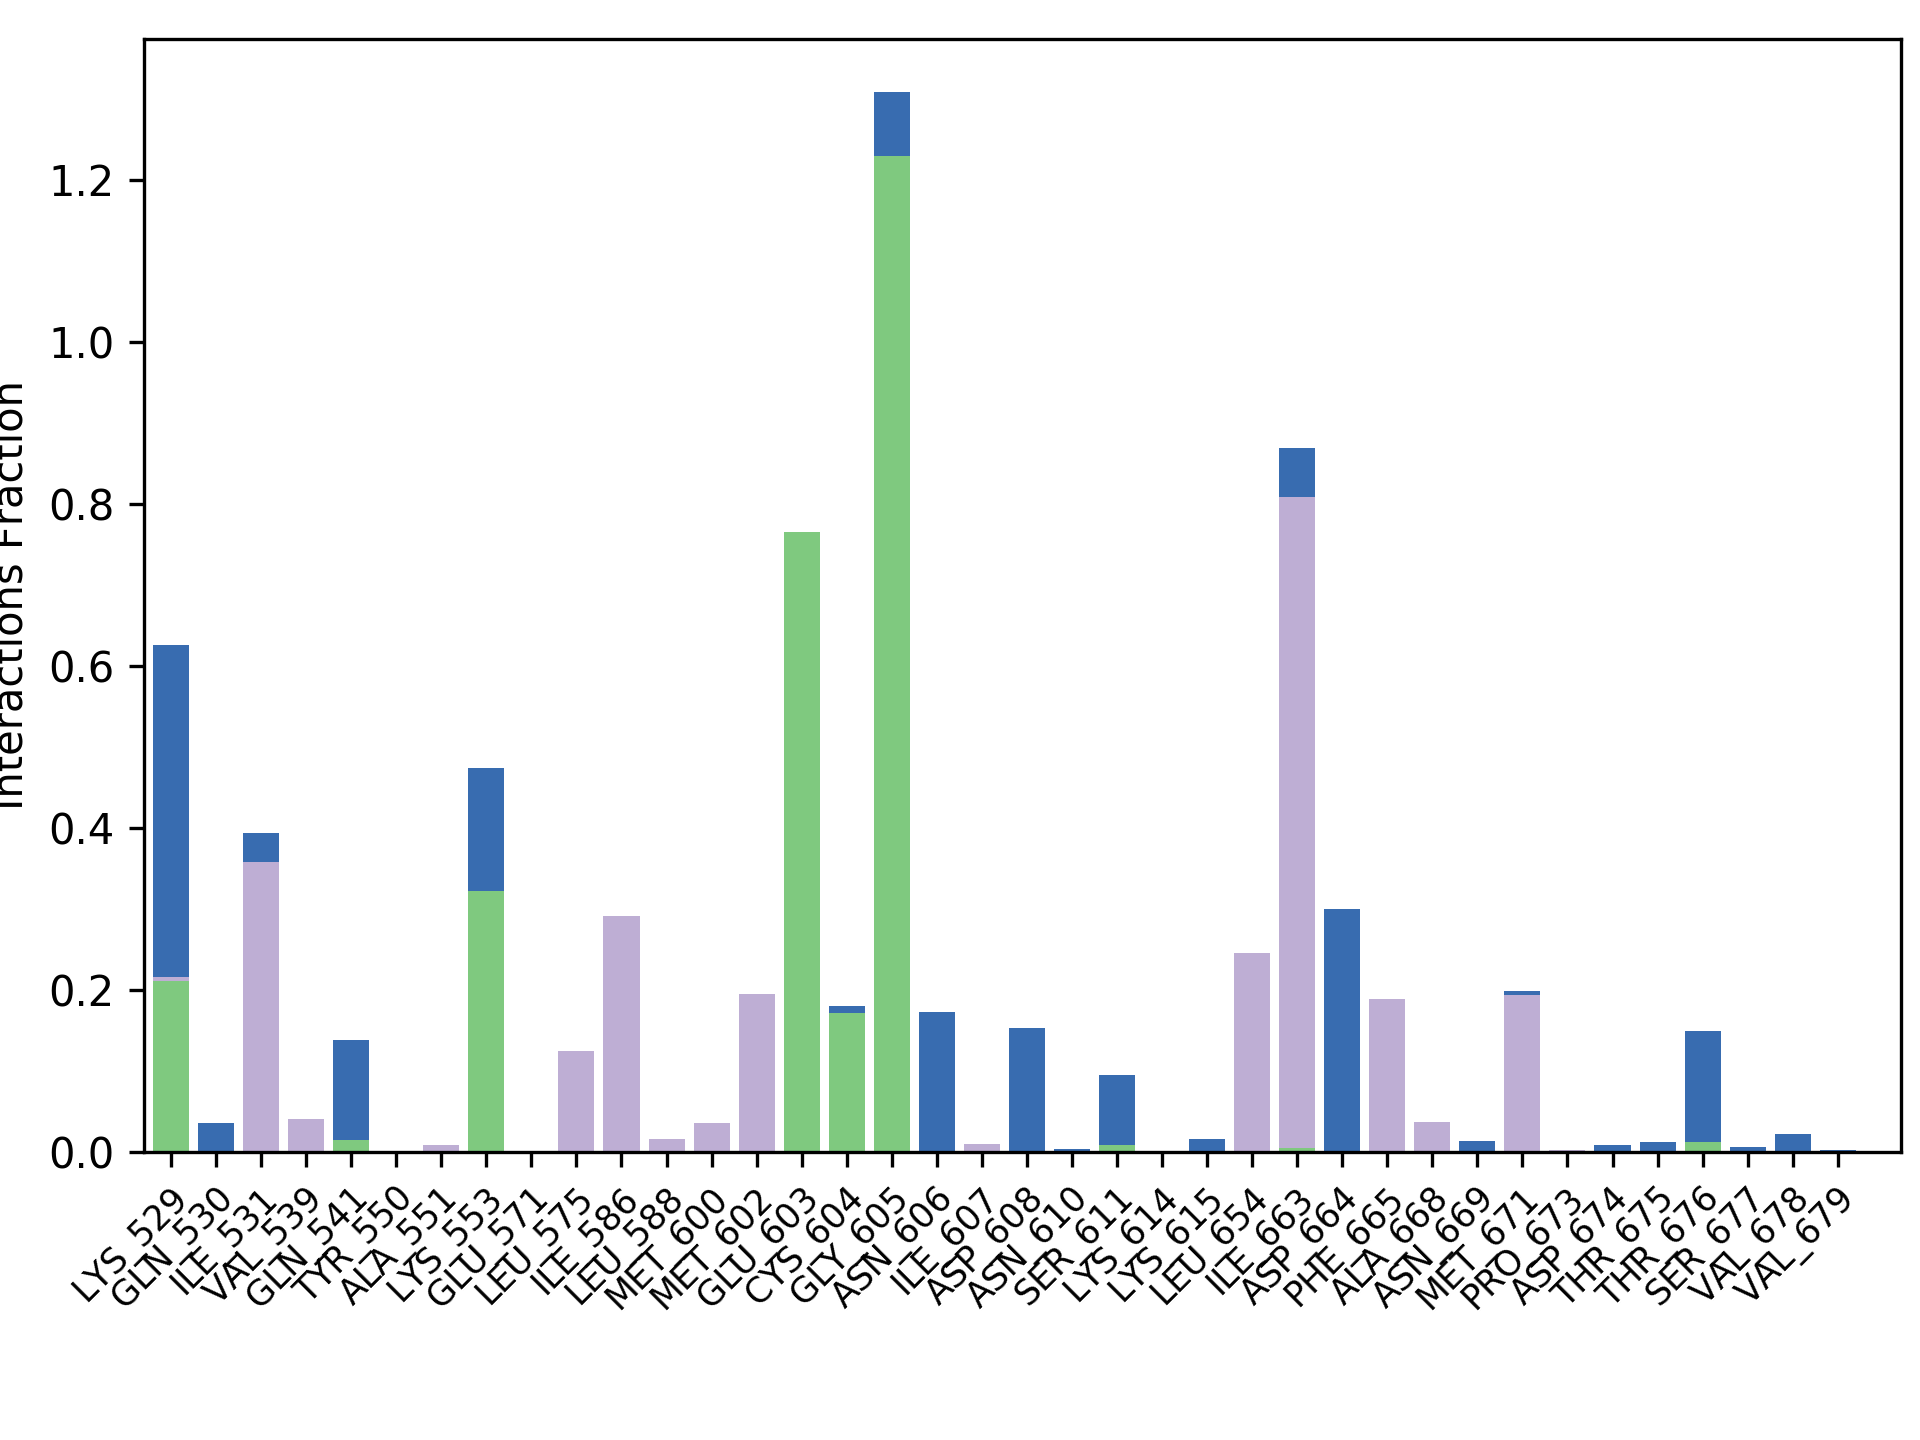 Interactions Fraction
1.2
1.0
0.8
0.6
0.4
0.2
0.0
LYS_529
GLN_530
ILE_531
VAL_539
GLN_541
TYR_550
ALA_551
LYS_553
GLU_571
LEU_575
ILE_586
LEU_588
MET_600
MET_602
GLU_603
CYS_604
GLY_605
ASN_606
ILE_607
ASP_608
ASN_610
SER_611
LYS_614
LYS_615
LEU_654
ILE_663
ASP_664
PHE_665
ALA_668
ASN_669
MET_671
PRO_673
ASP_674
THR_675
THR_676
SER_677
VAL_678
VAL_679